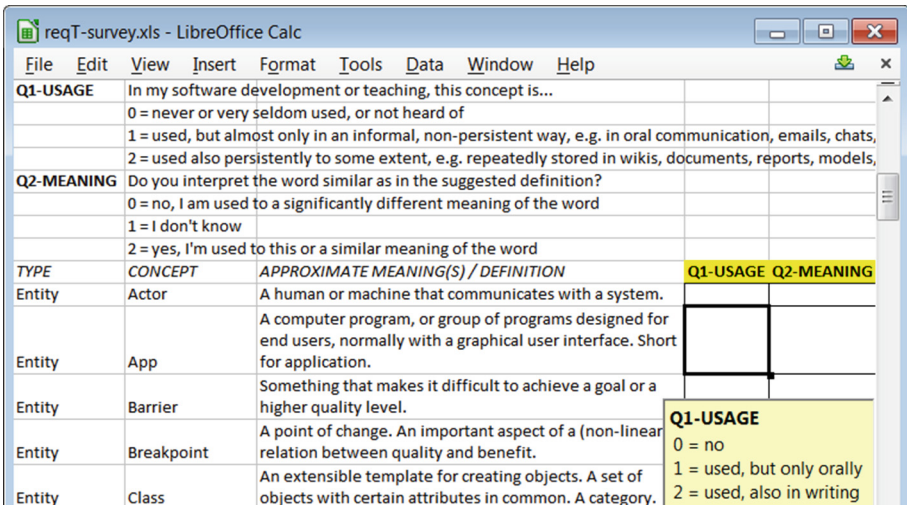 reqT-survey.xls - LibreOffice Calc
File Edit View Insert Format Tools Data Window Help
Q1-USAGE In my software development or teaching, this concept is...
0 = never or very seldom used, or not heard of
1 = used, but almost only in an informal, non-persistent way, e.g. in oral communication, emails, chats,
2 = used also persistently to some extent, e.g. repeatedly stored in wikis, documents, reports, models,
Q2-MEANING Do you interpret the word similar as in the suggested definition?
0 = no, I am used to a significantly different meaning of the word
1 = I don't know
2 = yes, I'm used to this or a similar meaning of the word
TYPE CONCEPT APPROXIMATE MEANING(S) / DEFINITION Q1-USAGE Q2-MEANING
Entity Actor A human or machine that communicates with a system.
A computer program, or group of programs designed for
end users, normally with a graphical user interface. Short
Entity App for application.
Something that makes it difficult to achieve a goal or a
Entity Barrier higher quality level.
A point of change. An important aspect of a (non-linear
Entity Breakpoint relation between quality and benefit.
An extensible template for creating objects. A set of
Entity Class objects with certain attributes in common. A category.
Q1-USAGE
0 = no
1 = used, but only orally
2 = used, also in writing